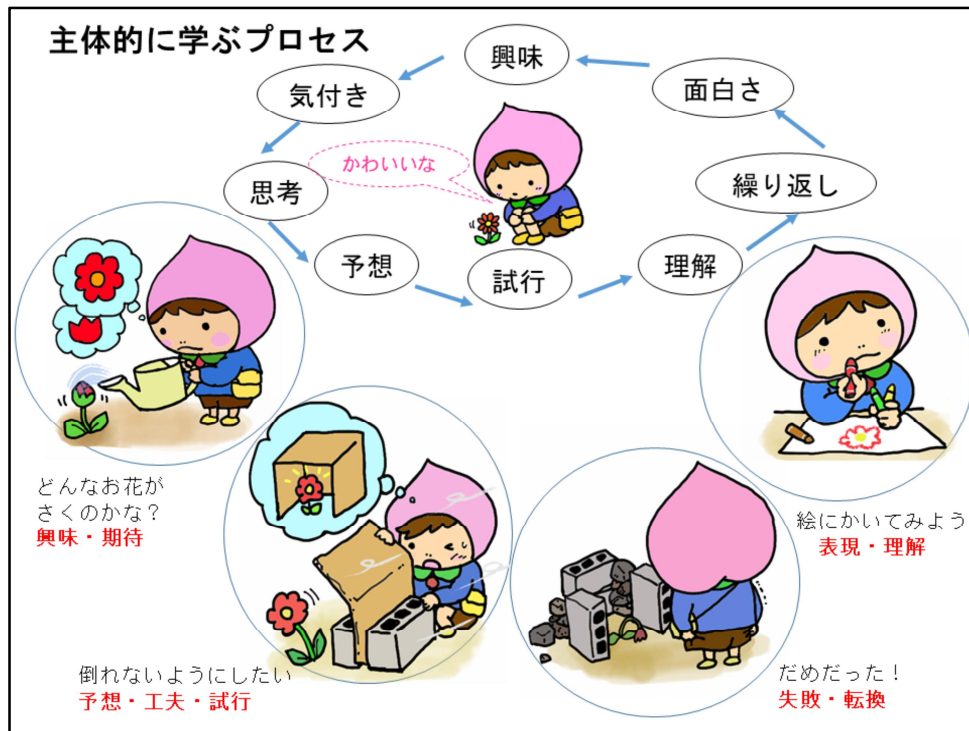 主体的に学ぶプロセス
興味
気付き
思考
予想
試行
理解
繰り返し
面白さ
かわいいな
どんなお花が
さくのかな？
興味・期待
倒れないようにしたい
予想・工夫・試行
だめだった！
失敗・転換
絵にかいてみよう
表現・理解